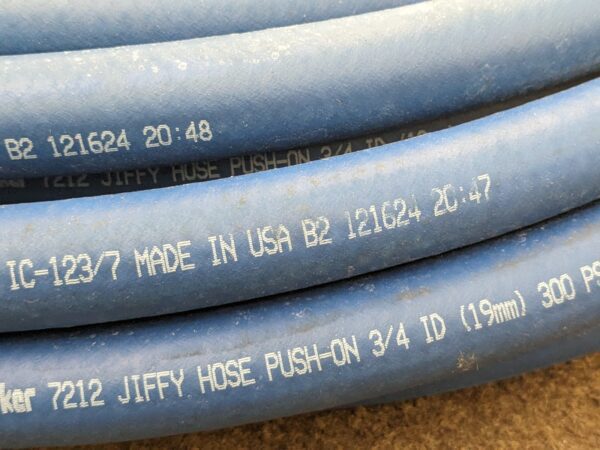 B2 121624 20:48
7212 JIFFY HOSE PUSH-ON 3/4 ID
IC-123/7 MADE IN USA B2 121624 20:47
7212 JIFFY HOSE PUSH-ON 3/4 ID (19mm) 300